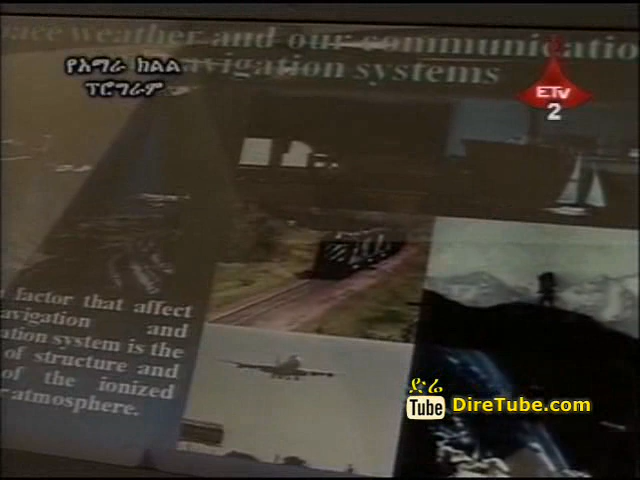 ace weather and our communicatio
avigation systems
የአማራ ክልል
ፕሮግራም
ETV
2
factor that affect
avigation and
ation system is the
of structure and
of the ionized
atmosphere.
ድሬ
Tube DireTube.com